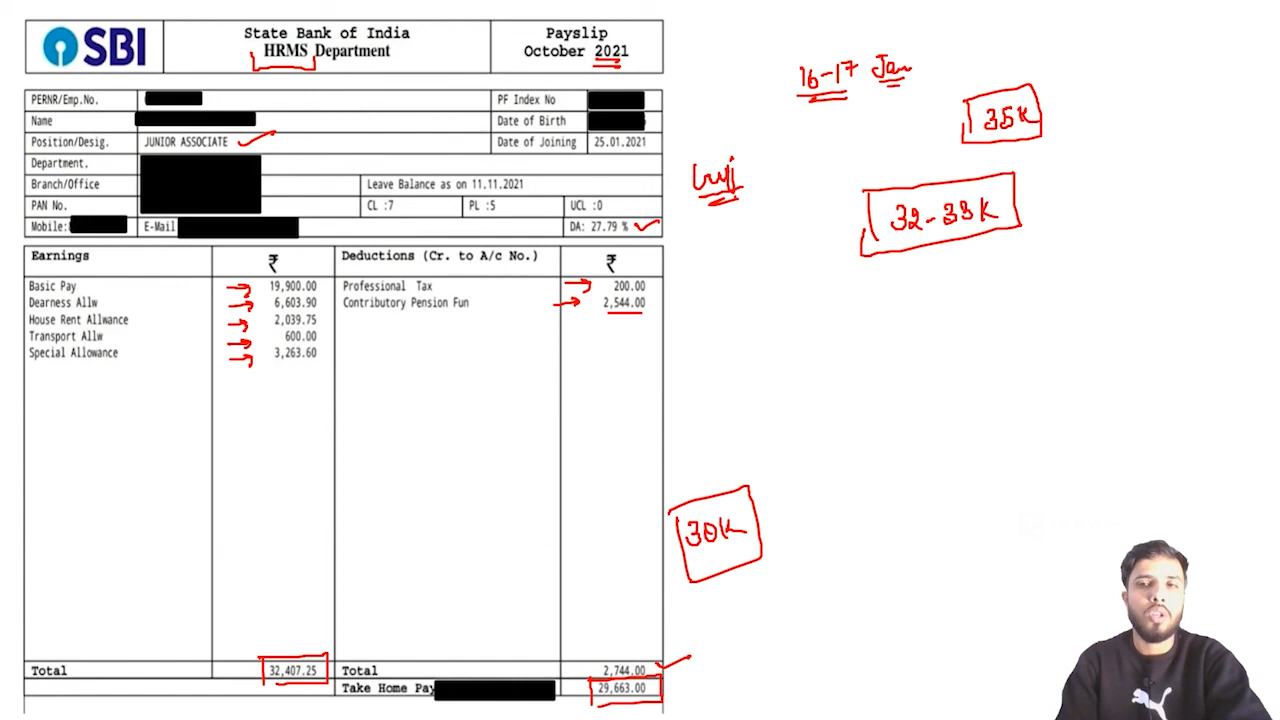 SBI
State Bank of India
HRMS Department
Payslip
October 2021
PERNR/Emp.No.
PF Index No
Name
Date of Birth
Position/Desig. JUNIOR ASSOCIATE
Date of Joining 25.01.2021
Department.
Branch/Office
Leave Balance as on 11.11.2021
PAN No.
CL :7 PL :5 UCL :0
Mobile:
E-Mail
DA: 27.79 %
Earnings ₹ Deductions (Cr. to A/c No.) ₹
Basic Pay 19,900.00 Professional Tax 200.00
Dearness Allw 6,603.90 Contributory Pension Fun 2,544.00
House Rent Allwance 2,039.75
Transport Allw 600.00
Special Allowance 3,263.60
Total 32,407.25 Total 2,744.00
Take Home Pay 29,663.00
16-17 Jan
35K
32-33K
30K